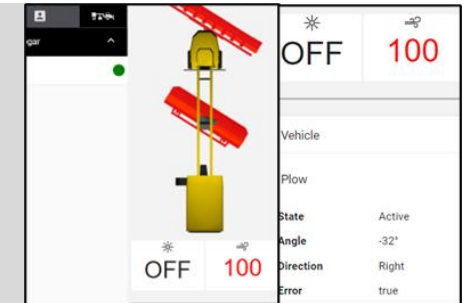 gar
OFF 100
OFF 100
Vehicle
Plow
State Active
Angle -32°
Direction Right
Error true